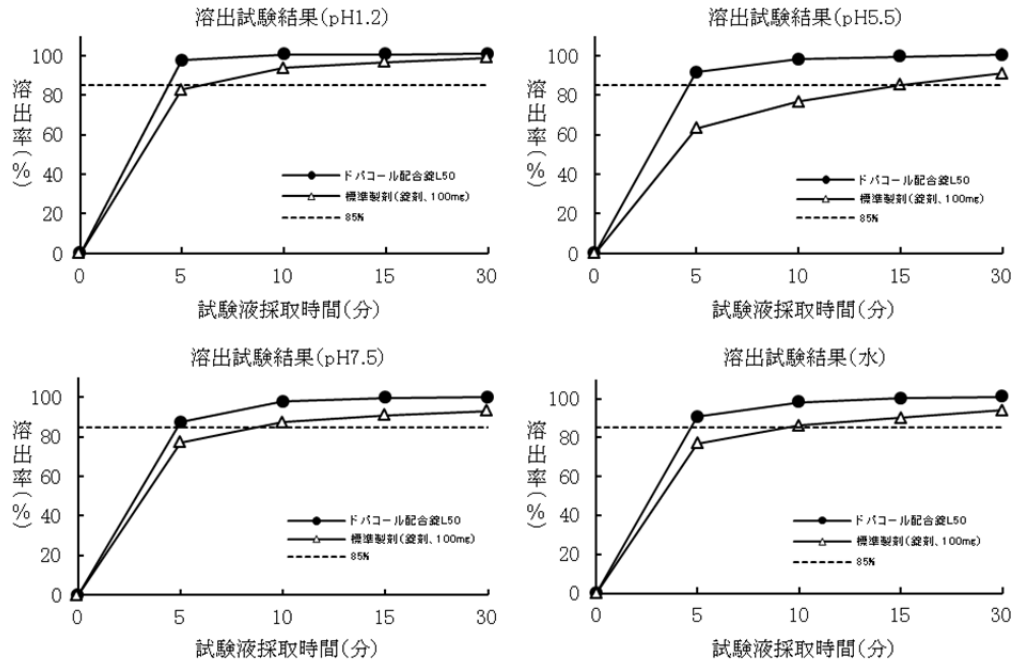 溶出試験結果(pH1.2)
溶出率(%)
100
80
60
40
20
0
ドパコール配合錠L50
標準製剤(錠剤、100mg)
85%
0 5 10 15 30
試験液採取時間(分)
溶出試験結果(pH5.5)
溶出率(%)
100
80
60
40
20
0
ドパコール配合錠L50
標準製剤(錠剤、100mg)
85%
0 5 10 15 30
試験液採取時間(分)
溶出試験結果(pH7.5)
溶出率(%)
100
80
60
40
20
0
ドパコール配合錠L50
標準製剤(錠剤、100mg)
85%
0 5 10 15 30
試験液採取時間(分)
溶出試験結果(水)
溶出率(%)
100
80
60
40
20
0
ドパコール配合錠L50
標準製剤(錠剤、100mg)
85%
0 5 10 15 30
試験液採取時間(分)